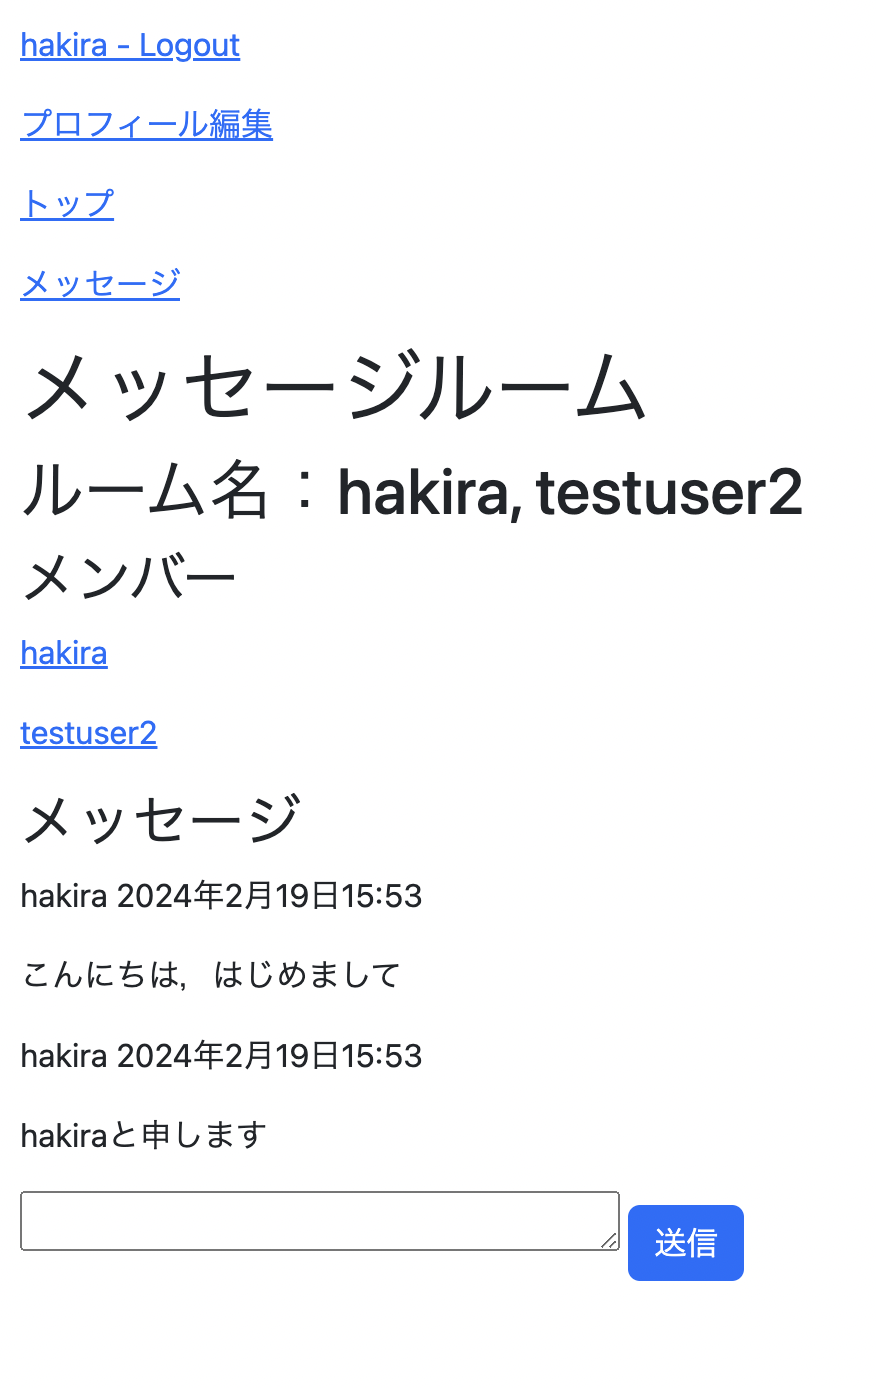 hakira - Logout
プロフィール編集
トップ
メッセージ
メッセージルーム
ルーム名：hakira, testuser2
メンバー
hakira
testuser2
メッセージ
hakira 2024年2月19日15:53
こんにちは，はじめまして
hakira 2024年2月19日15:53
hakiraと申します
送信